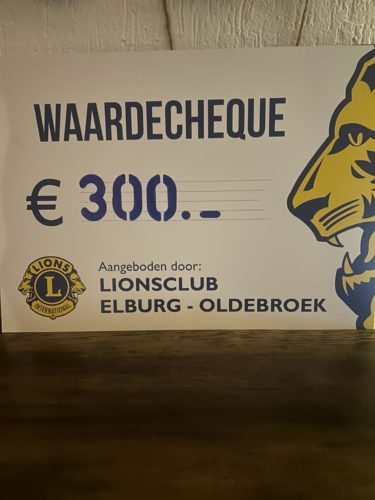 WAARDECHEQUE
€ 300.-
Aangeboden door:
LIONSCLUB
ELBURG - OLDEBROEK
LIONS
L
INTERNATIONAL